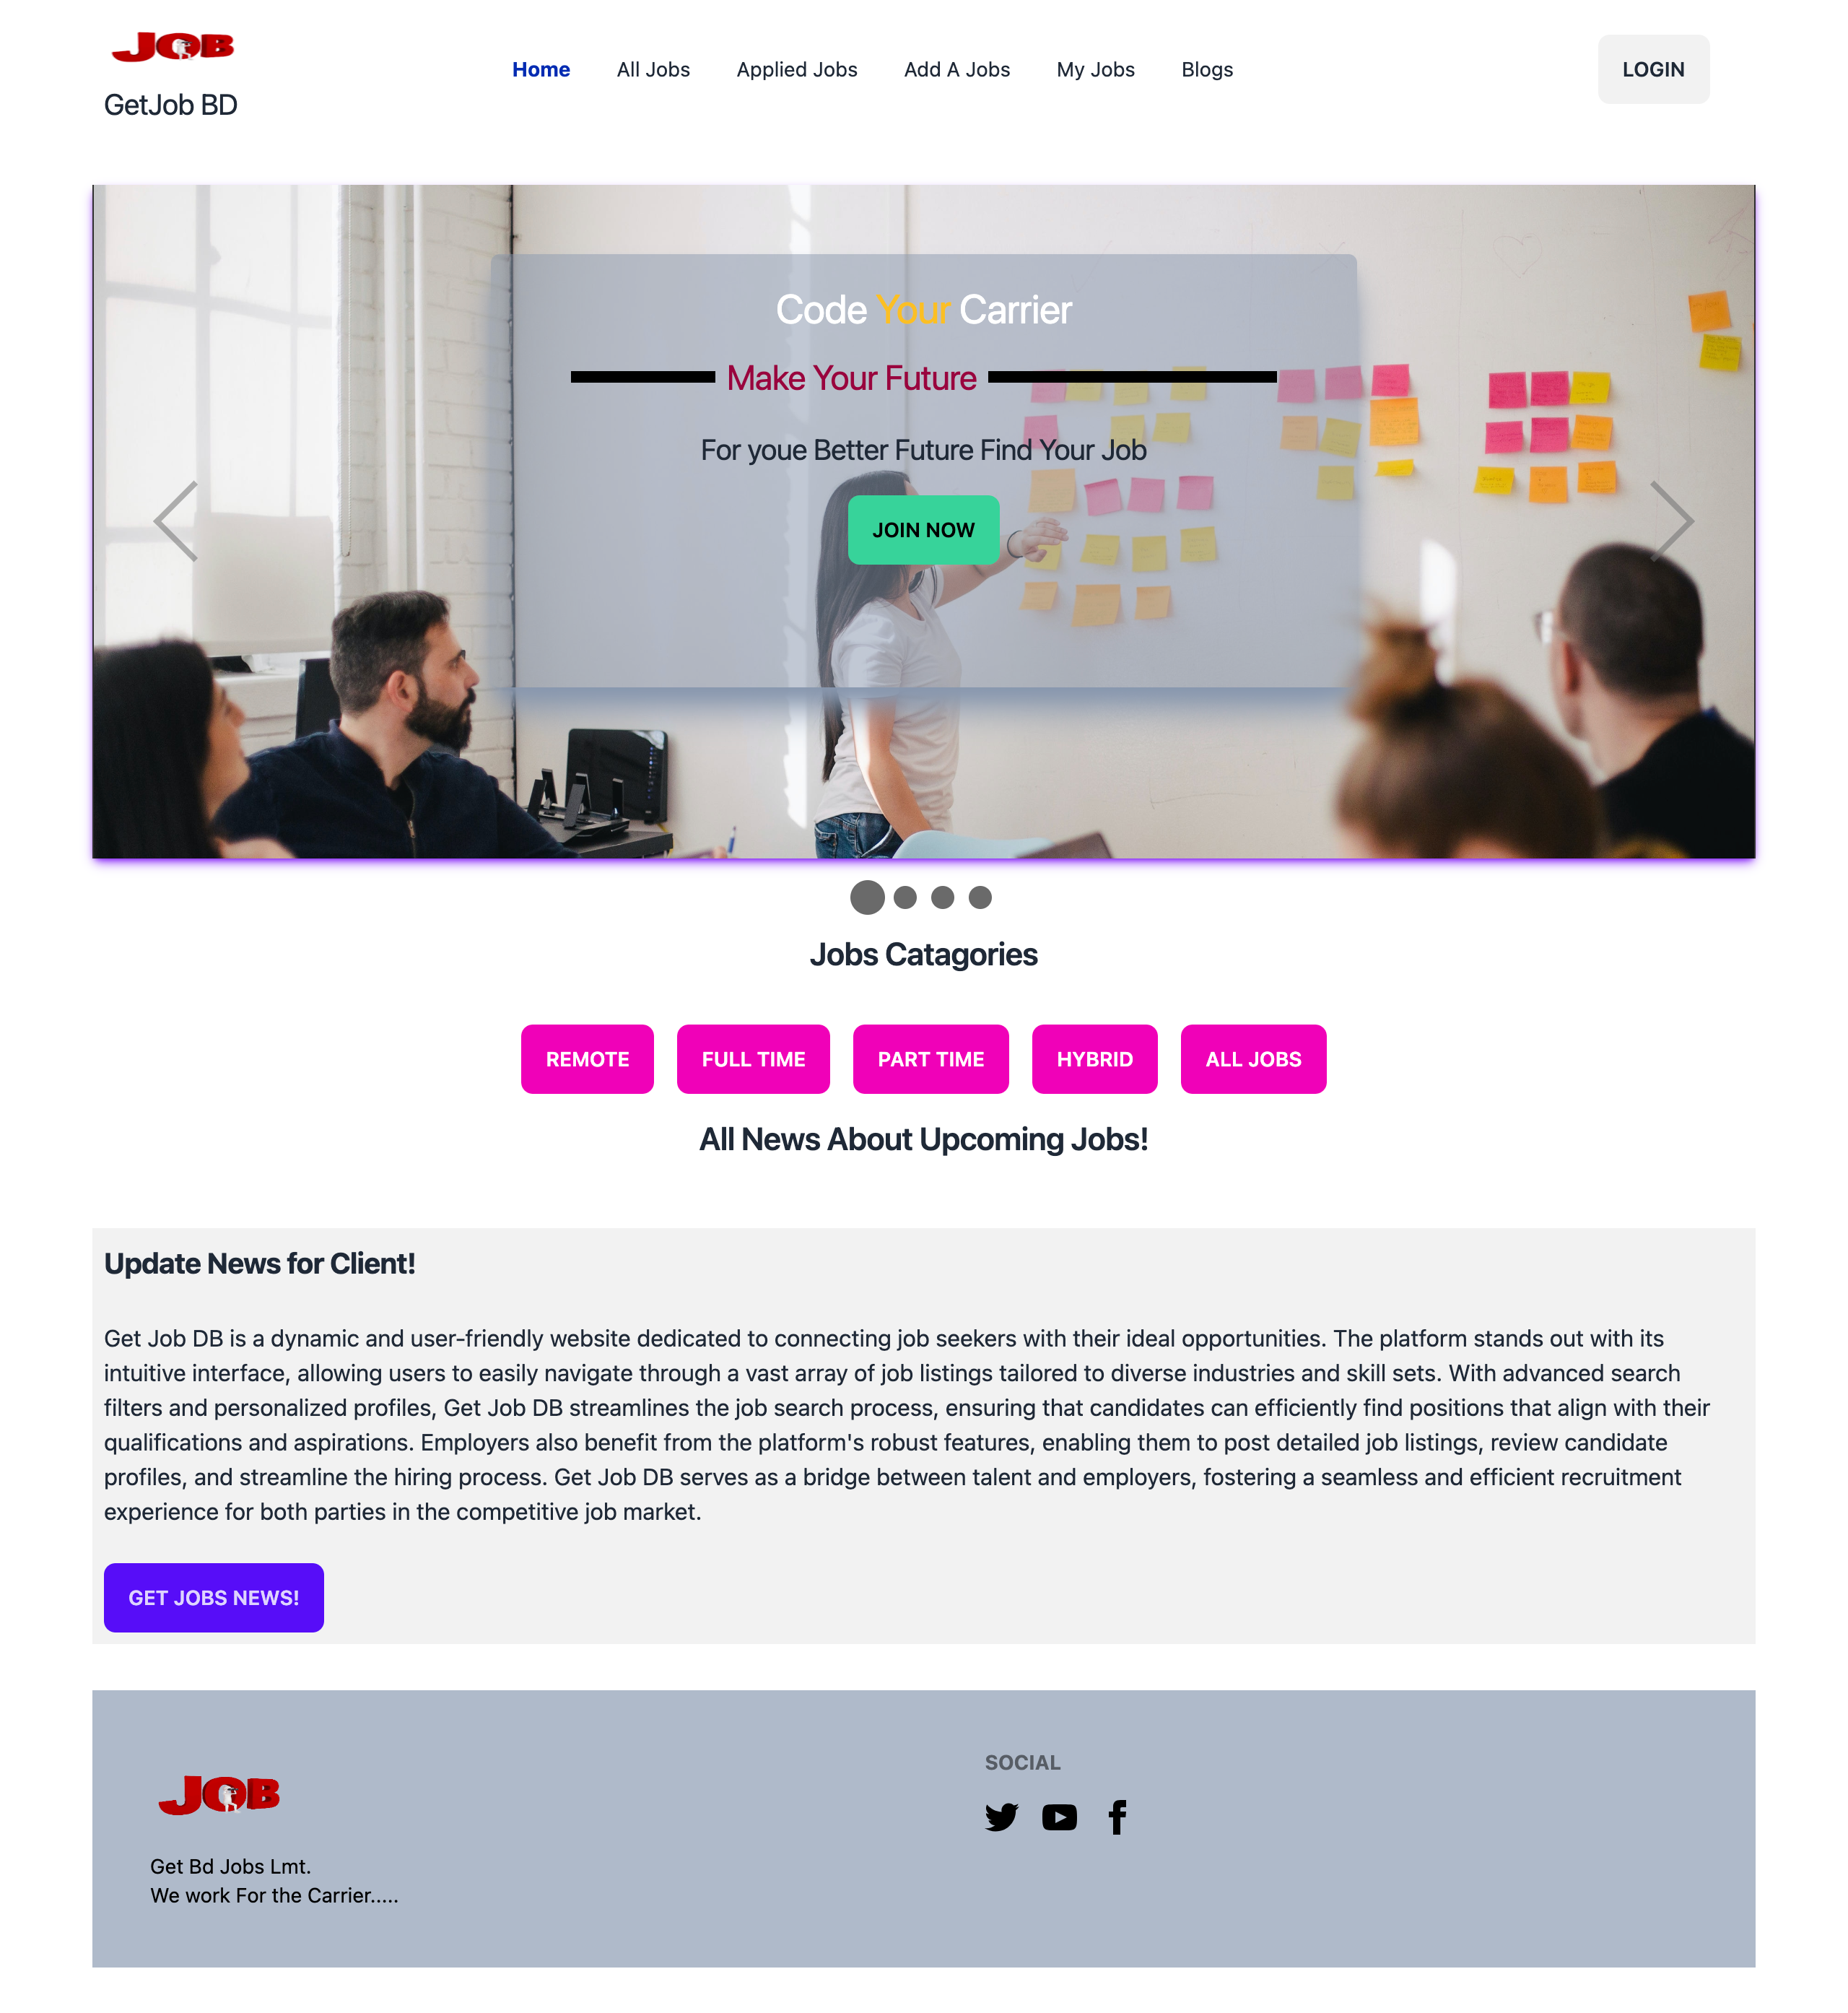 JOB
GetJob BD
Home All Jobs Applied Jobs Add A Jobs My Jobs Blogs
LOGIN
Code Your Carrier
Make Your Future
For youe Better Future Find Your Job
JOIN NOW
Jobs Catagories
REMOTE FULL TIME PART TIME HYBRID ALL JOBS
All News About Upcoming Jobs!
Update News for Client!
Get Job DB is a dynamic and user-friendly website dedicated to connecting job seekers with their ideal opportunities. The platform stands out with its
intuitive interface, allowing users to easily navigate through a vast array of job listings tailored to diverse industries and skill sets. With advanced search
filters and personalized profiles, Get Job DB streamlines the job search process, ensuring that candidates can efficiently find positions that align with their
qualifications and aspirations. Employers also benefit from the platform's robust features, enabling them to post detailed job listings, review candidate
profiles, and streamline the hiring process. Get Job DB serves as a bridge between talent and employers, fostering a seamless and efficient recruitment
experience for both parties in the competitive job market.
GET JOBS NEWS!
JOB
Get Bd Jobs Lmt.
We work For the Carrier.....
SOCIAL